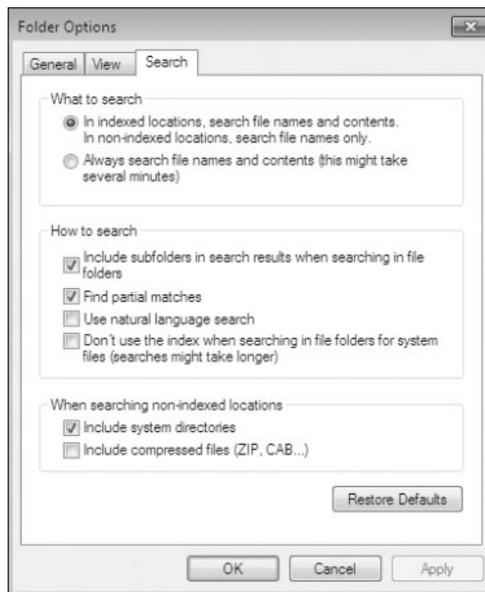 Folder Options
General View Search
What to search
In indexed locations, search file names and contents.
In non-indexed locations, search file names only.
Always search file names and contents (this might take
several minutes)
How to search
Include subfolders in search results when searching in file
folders
Find partial matches
Use natural language search
Don't use the index when searching in file folders for system
files (searches might take longer)
When searching non-indexed locations
Include system directories
Include compressed files (ZIP, CAB...)
Restore Defaults
OK Cancel Apply